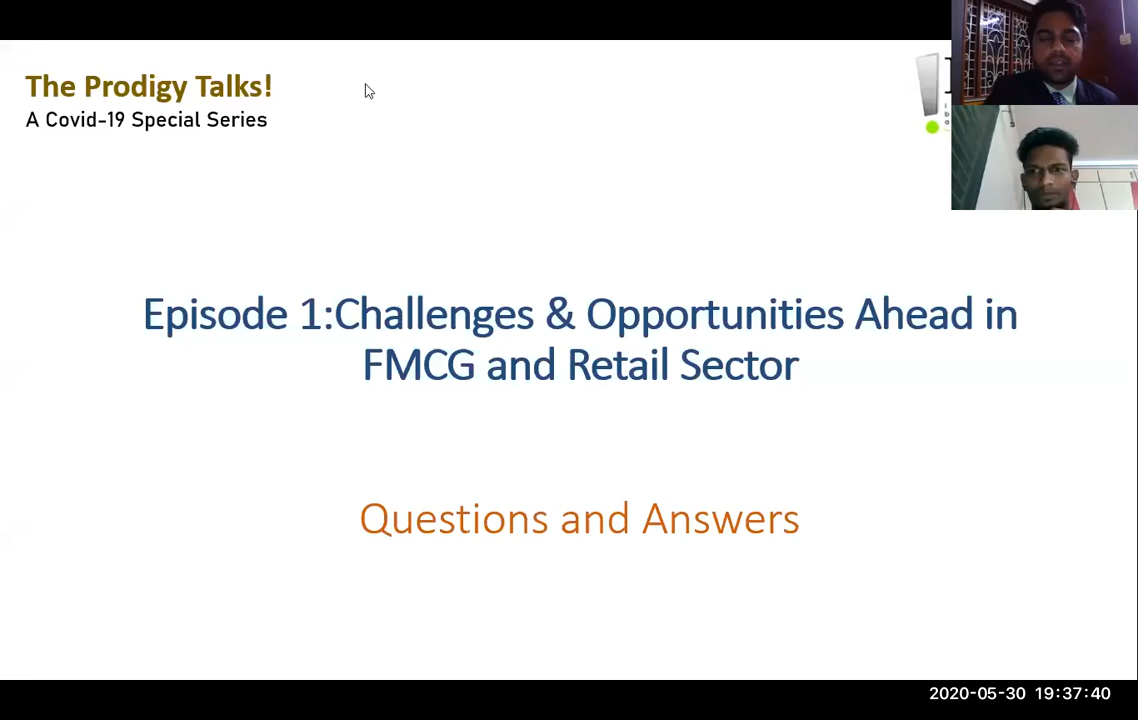 The Prodigy Talks!
A Covid-19 Special Series
Episode 1:Challenges & Opportunities Ahead in
FMCG and Retail Sector
Questions and Answers
2020-05-30 19:37:40